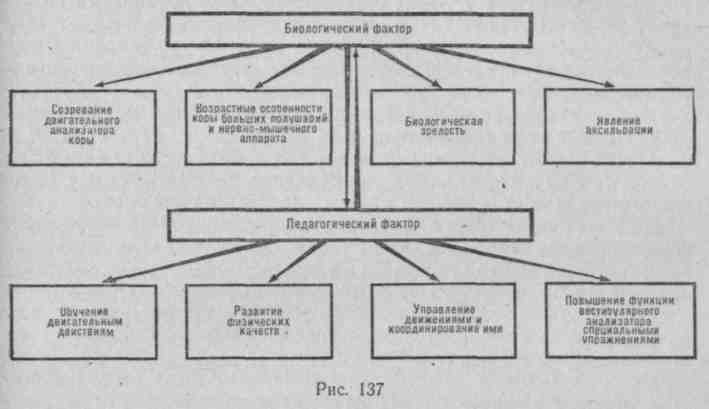 Биологический фактор
Созревание
двигательного
анализатора
коры
Возрастные особенности
коры больших полушарий
и нервно-мышечного
аппарата
Биологическая
зрелость
Явление
аксильрации
Педагогический фактор
Обучение
двигательным
действиям
Развитие
физических
качеств
Управление
движениями и
координирование ими
Повышение функции
вестибулярного
анализатора
специальными
упражнениями
Рис. 137